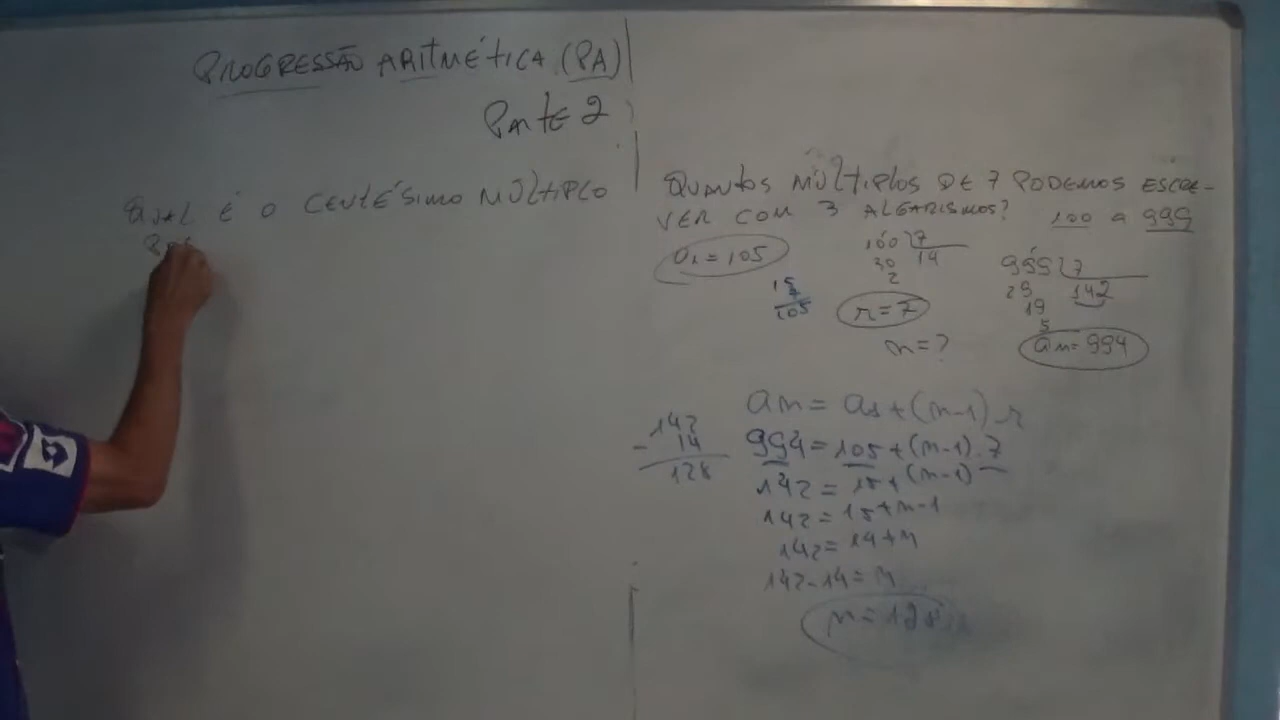 PROGRESSÃO ARITMÉTICA (PA)
PARTE 2
QUAL É O CENTÉSIMO MÚLTIPLO
QUANTOS MÚLTIPLOS DE 7 PODEMOS ESCRE-
VER COM 3 ALGARISMOS? 100 A 999
a1 = 105
15
7
105
100 7
30 14
2
r = 7
n = ?
999 7
29 142
19
5
an = 994
an = a1 + (n-1) . r
994 = 105 + (n-1) . 7
142 = 15 + (n-1)
142 = 15 + n - 1
142 = 14 + n
142 - 14 = n
n = 128
142
- 14
128